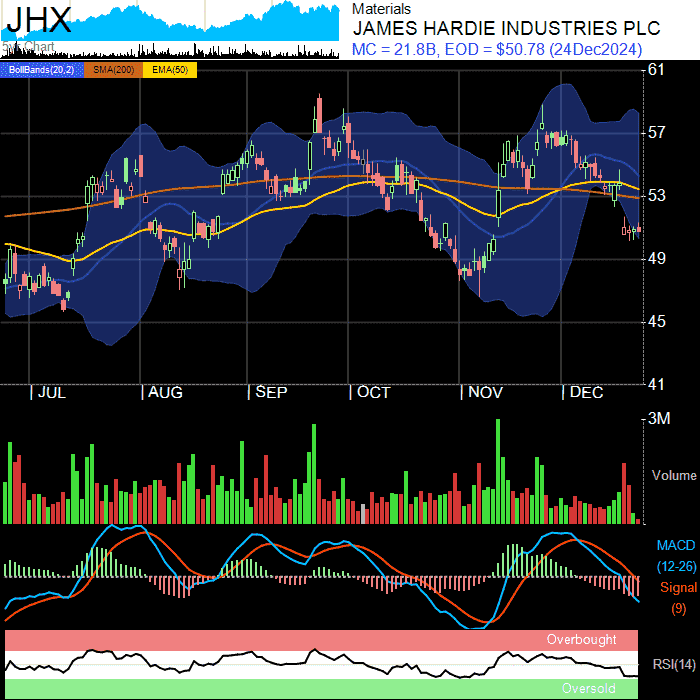 JHX
5yr Chart
Materials
JAMES HARDIE INDUSTRIES PLC
MC = 21.8B, EOD = $50.78 (24Dec2024)
BollBands(20,2) SMA(200) EMA(50)
61
57
53
49
45
41
JUL AUG SEP OCT NOV DEC
3M
Volume
MACD
(12-26)
Signal
(9)
Overbought
RSI(14)
Oversold